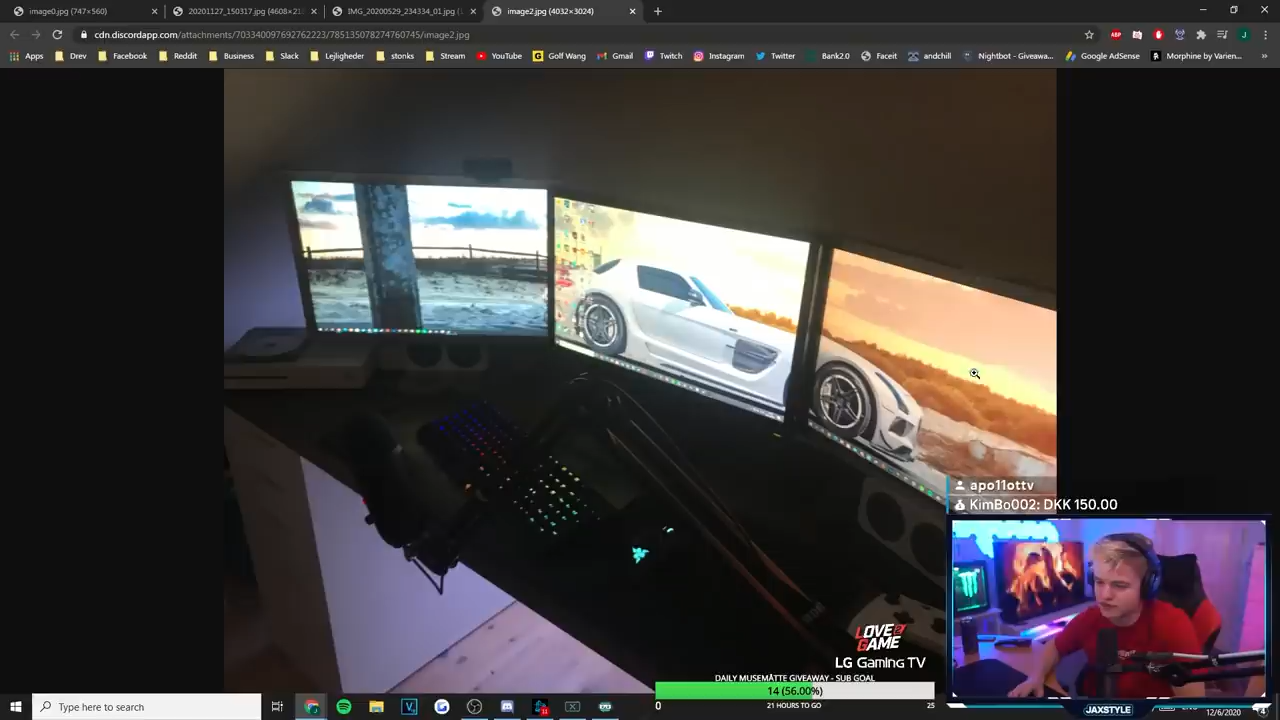 image0.jpg (747×560)
20201127_150317.jpg (4608×21
IMG_20200529_234334_01.jpg (
image2.jpg (4032×3024)
cdn.discordapp.com/attachments/703340097692762223/785135078274760745/image2.jpg
Apps Drev Facebook Reddit Business Slack Lejligheder stonks Stream YouTube Golf Wang Gmail Twitch Instagram Twitter Bank2.0 Faceit andchill Nightbot - Giveawa... Google AdSense Morphine by Varien...
apo11ottv
KimBo002: DKK 150.00
LOVE GAME
LG Gaming TV
DAILY MUSEMÅTTE GIVEAWAY - SUB GOAL
14 (56.00%)
0 21 HOURS TO GO 25
JAXSTYLE
Type here to search
12/6/2020